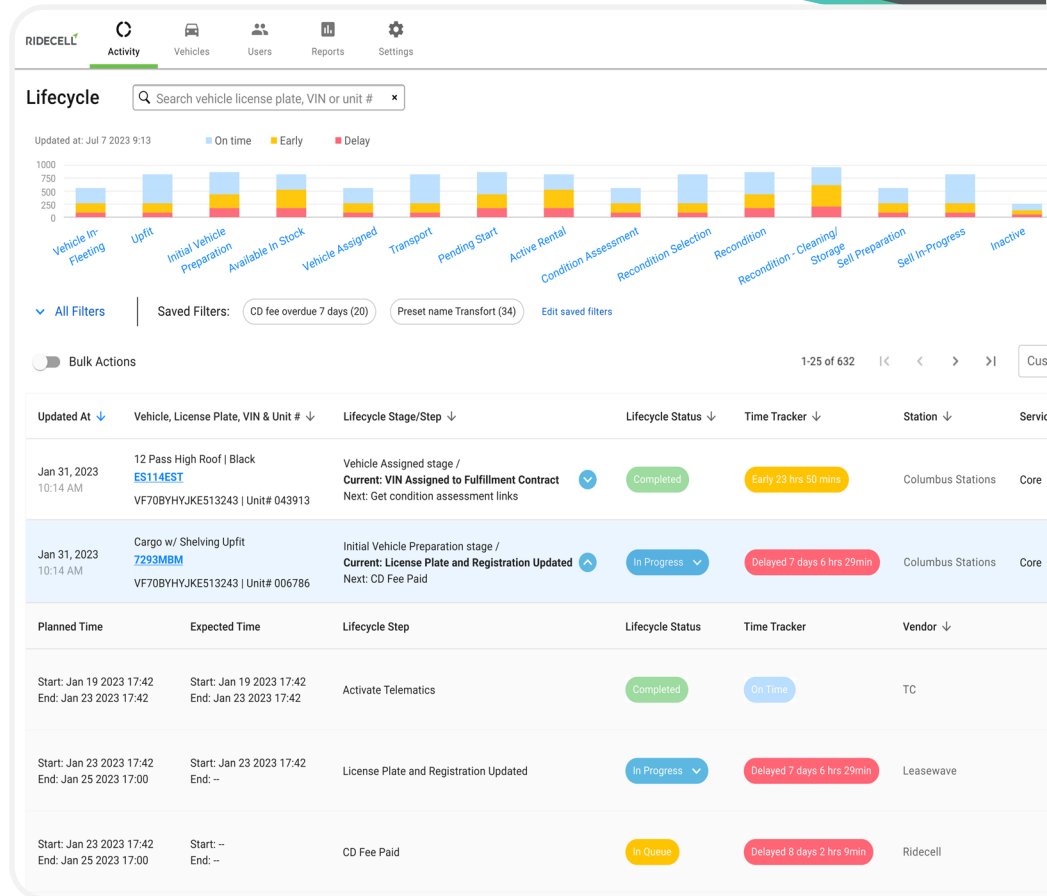 RIDECELL
Activity
Vehicles
Users
Reports
Settings
Lifecycle
Search vehicle license plate, VIN or unit # ×
Updated at: Jul 7 2023 9:13
On time
Early
Delay
1000
750
500
250
0
Vehicle In-
Fleeting
Upfit
Initial Vehicle
Preparation
Available In Stock
Vehicle Assigned
Transport
Pending Start
Active Rental
Condition Assessment
Recondition Selection
Recondition
Recondition - Cleaning/
Storage
Sell Preparation
Sell In-Progress
Inactive
All Filters
Saved Filters:
CD fee overdue 7 days (20)
Preset name Transfort (34)
Edit saved filters
Bulk Actions
1-25 of 632
Cus
Updated At
Vehicle, License Plate, VIN & Unit #
Lifecycle Stage/Step
Lifecycle Status
Time Tracker
Station
Servic
Jan 31, 2023
10:14 AM
12 Pass High Roof | Black
ES114EST
VF70BYHYJKE513243 | Unit# 043913
Vehicle Assigned stage /
Current: VIN Assigned to Fulfillment Contract
Next: Get condition assessment links
Completed
Early 23 hrs 50 mins
Columbus Stations
Core
Jan 31, 2023
10:14 AM
Cargo w/ Shelving Upfit
7293MBM
VF70BYHYJKE513243 | Unit# 006786
Initial Vehicle Preparation stage /
Current: License Plate and Registration Updated
Next: CD Fee Paid
In Progress
Delayed 7 days 6 hrs 29min
Columbus Stations
Core
Planned Time
Expected Time
Lifecycle Step
Lifecycle Status
Time Tracker
Vendor
Start: Jan 19 2023 17:42
End: Jan 23 2023 17:42
Start: Jan 19 2023 17:42
End: Jan 23 2023 17:42
Activate Telematics
Completed
On Time
TC
Start: Jan 23 2023 17:42
End: Jan 25 2023 17:00
Start: Jan 23 2023 17:42
End: --
License Plate and Registration Updated
In Progress
Delayed 7 days 6 hrs 29min
Leasewave
Start: Jan 23 2023 17:42
End: Jan 25 2023 17:00
Start: --
End: --
CD Fee Paid
In Queue
Delayed 8 days 2 hrs 9min
Ridecell